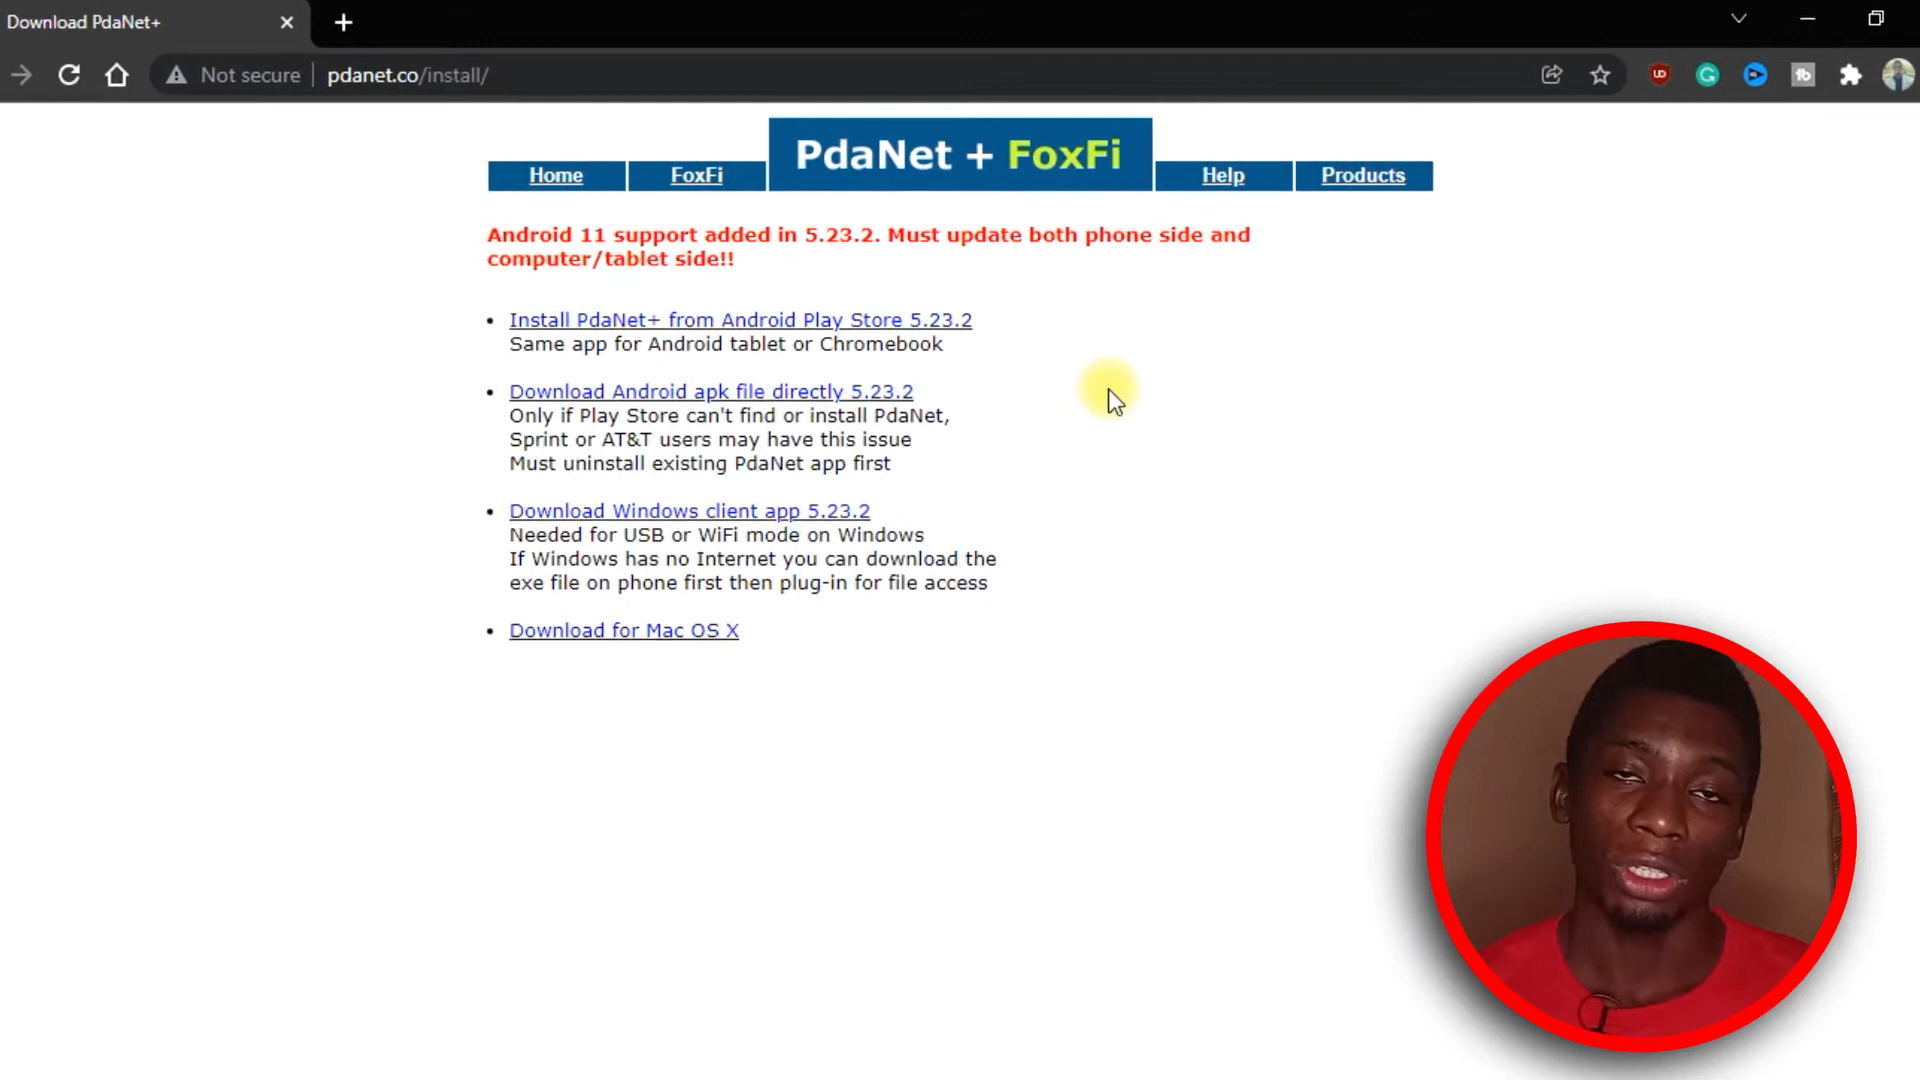 Download PdaNet+
Not secure
pdanet.co/install/
Home
FoxFi
PdaNet + FoxFi
Help
Products
Android 11 support added in 5.23.2. Must update both phone side and
computer/tablet side!!
• Install PdaNet+ from Android Play Store 5.23.2
Same app for Android tablet or Chromebook
• Download Android apk file directly 5.23.2
Only if Play Store can't find or install PdaNet,
Sprint or AT&T users may have this issue
Must uninstall existing PdaNet app first
• Download Windows client app 5.23.2
Needed for USB or WiFi mode on Windows
If Windows has no Internet you can download the
exe file on phone first then plug-in for file access
• Download for Mac OS X